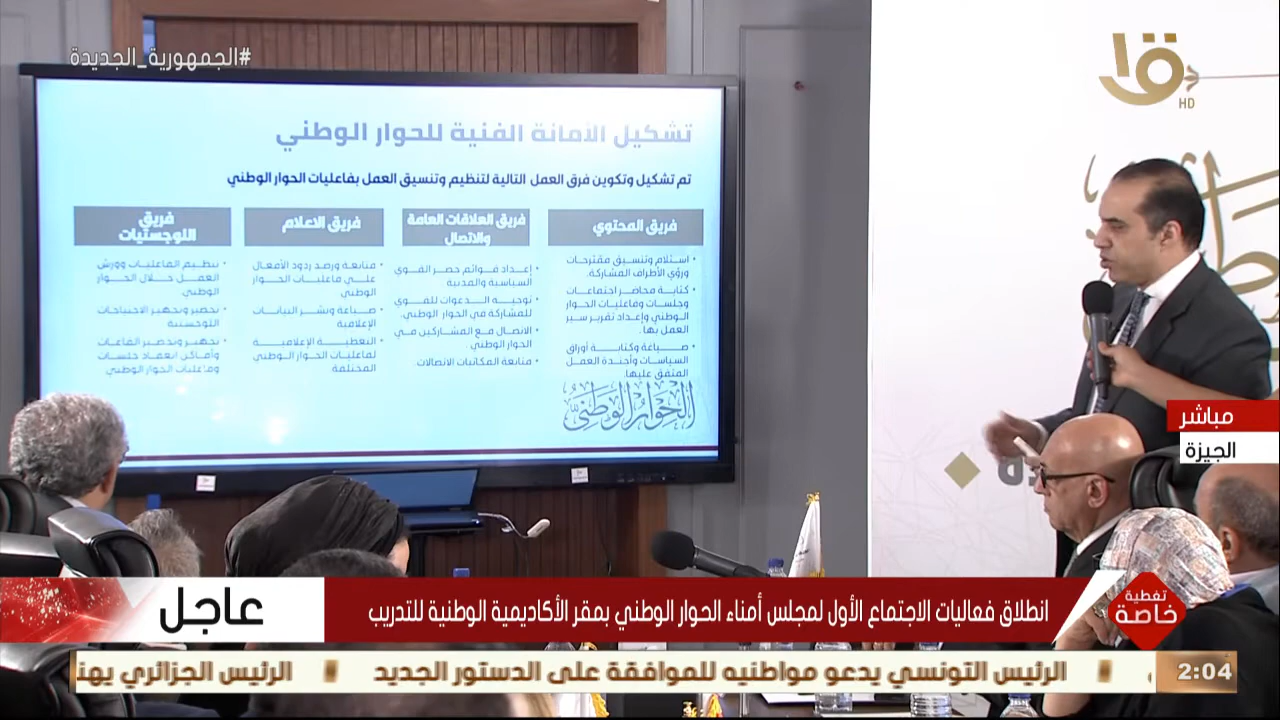 #الجمهورية_الجديدة
HD
تشكيل الأمانة الفنية للحوار الوطني
تم تشكيل وتكوين فرق العمل التالية لتنظيم وتنسيق العمل بفاعليات الحوار الوطني
فريق المحتوي
• استلام وتنسيق مقترحات
ورؤي الأطراف المشاركة.
• كتابة محاضر اجتماعات
وجلسات وفاعليات الحوار
الوطني وإعداد تقرير سير
العمل بها.
• صياغة وكتابة أوراق
السياسات وأجندة العمل
المتفق عليها.
فريق العلاقات العامة
والاتصال
• إعداد قوائم حصر القوي
السياسية والمدنية
• توجيه الدعوات للقوي
للمشاركة في الحوار الوطني.
• الاتصال مع المشاركين في
الحوار الوطني.
• متابعة المكاتبات الاتصالات.
فريق الاعلام
• متابعة ورصد ردود الأفعال
علي فاعليات الحوار
الوطني
• صياغة ونشر البيانات
الإعلامية
• التغطية الإعلامية
لفاعليات الحوار الوطني
المختلفة
فريق
اللوجستيات
• تنظيم الفاعليات وورش
العمل خلال الحوار
الوطني
• تحضير وتجهيز الاحتياجات
اللوجستية
• تجهيز وتحضير القاعات
وأماكن انعقاد جلسات
وفاعليات الحوار الوطني
الحوار الوطني
مباشر
الجيزة
تغطية
خاصة
انطلاق فعاليات الاجتماع الأول لمجلس أمناء الحوار الوطني بمقر الأكاديمية الوطنية للتدريب
عاجل
2:04
الرئيس التونسي يدعو مواطنيه للموافقة على الدستور الجديد
الرئيس الجزائري يهن